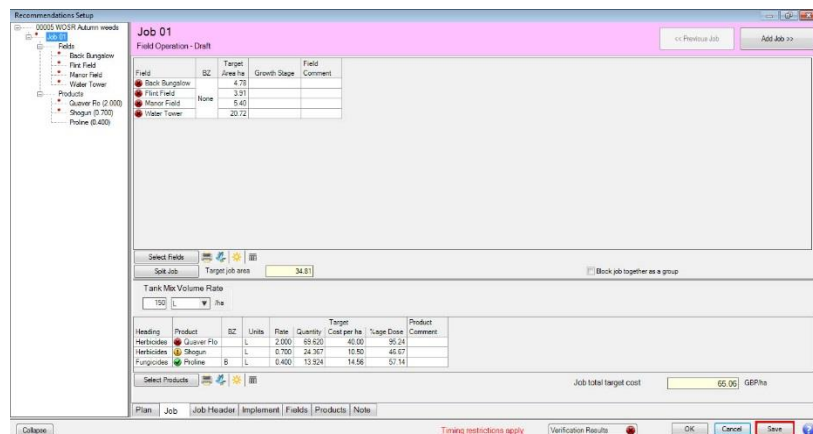 Recommendations Setup
00005 WOSR Autumn weeds
Job 01
Fields
Back Bungalow
Flint Field
Manor Field
Water Tower
Products
Quaver Flo (2.000)
Shogun (0.700)
Proline (0.400)
Job 01
Field Operation - Draft
<< Previous Job
Add Job >>
Field BZ Target Area ha Growth Stage Field Comment
Back Bungalow None 4.78
Flint Field 3.91
Manor Field 5.40
Water Tower 20.72
Select Fields
Split Job Target job area 34.81 Block job together as a group
Tank Mix Volume Rate
150 L /ha
Heading Product BZ Units Rate Quantity Target Cost per ha %age Dose Product Comment
Herbicides Quaver Flo L 2.000 69.620 40.00 95.24
Herbicides Shogun L 0.700 24.367 10.50 46.67
Fungicides Proline B L 0.400 13.924 14.56 57.14
Select Products Job total target cost 65.06 GBP/ha
Plan Job Job Header Implement Fields Products Note
Collapse Timing restrictions apply Verification Results OK Cancel Save ?